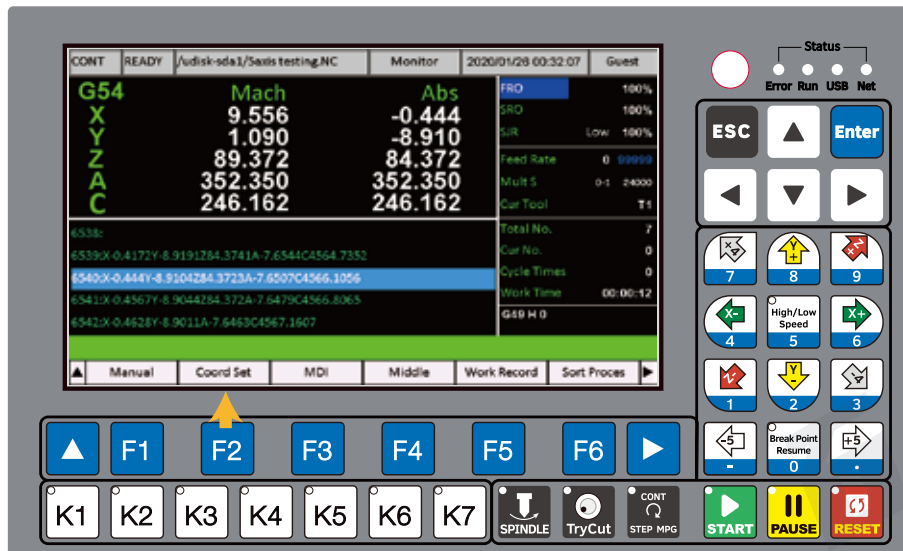 CONT READY /udisk-sda1/5axis testing.NC Monitor 2020/01/26 00:32:07 Guest
G54 Mach Abs
X 9.556 -0.444
Y 1.090 -8.910
Z 89.372 84.372
A 352.350 352.350
C 246.162 246.162
FRO 100%
SRO 100%
SJR Low 100%
Feed Rate 0 99999
Mult S 0-1 24000
Cur Tool T1
Total No. 7
Cur No. 0
Cycle Times 0
Work Time 00:00:12
G49 H 0
6538:
6539:X-0.4172Y-8.9191Z84.3741A-7.6544C4564.7352
6540:X-0.444Y-8.9104Z84.3723A-7.6507C4566.1056
6541:X-0.4567Y-8.9044Z84.372A-7.6479C4566.8065
6542:X-0.4628Y-8.9011A-7.6463C4567.1607
Manual Coord Set MDI Middle Work Record Sort Proces
Status
Error Run USB Net
ESC Enter
7 Y+ 8 9
X- 4 High/Low Speed 5 X+ 6
Z- 1 Y- 2 3
-5 - Break Point Resume 0 +5 .
F1 F2 F3 F4 F5 F6
K1 K2 K3 K4 K5 K6 K7
SPINDLE TryCut CONT STEP MPG START PAUSE RESET